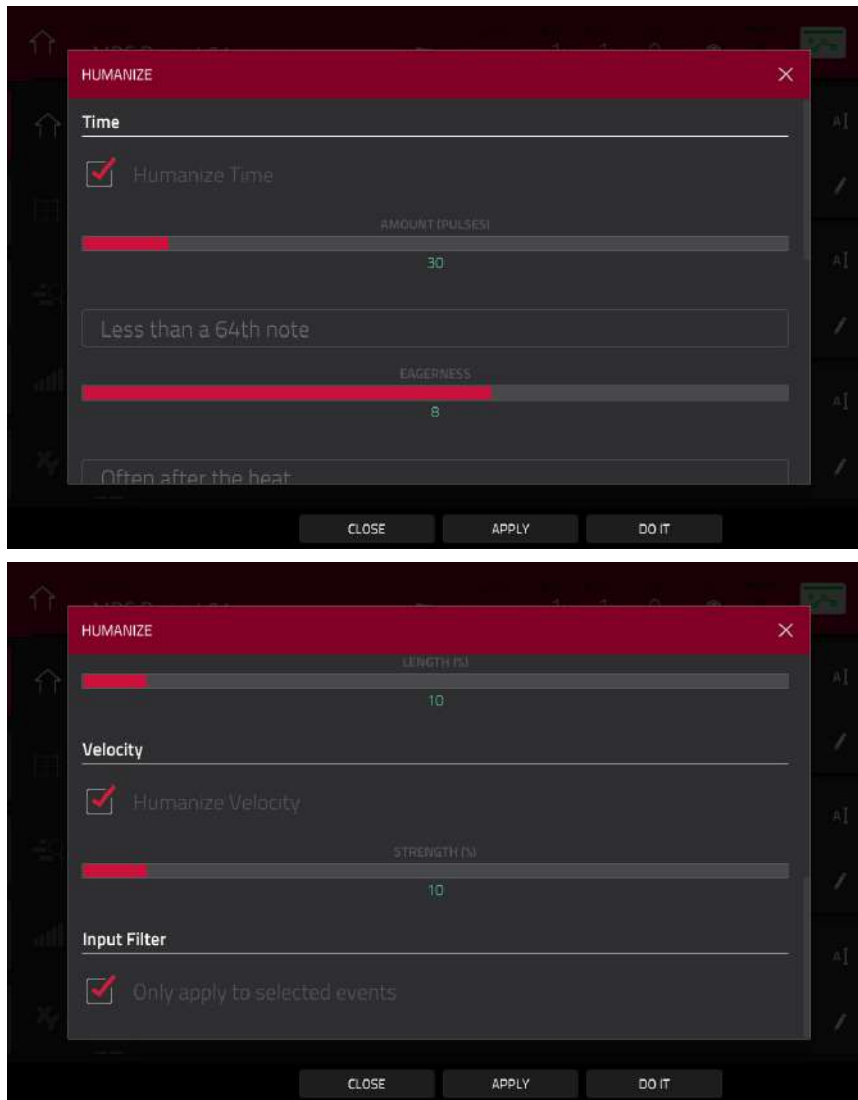 HUMANIZE
Time
Humanize Time
AMOUNT (PULSES)
30
Less than a 64th note
EAGERNESS
8
Often after the beat
CLOSE APPLY DO IT
HUMANIZE
LENGTH (%)
10
Velocity
Humanize Velocity
STRENGTH (%)
10
Input Filter
Only apply to selected events
CLOSE APPLY DO IT